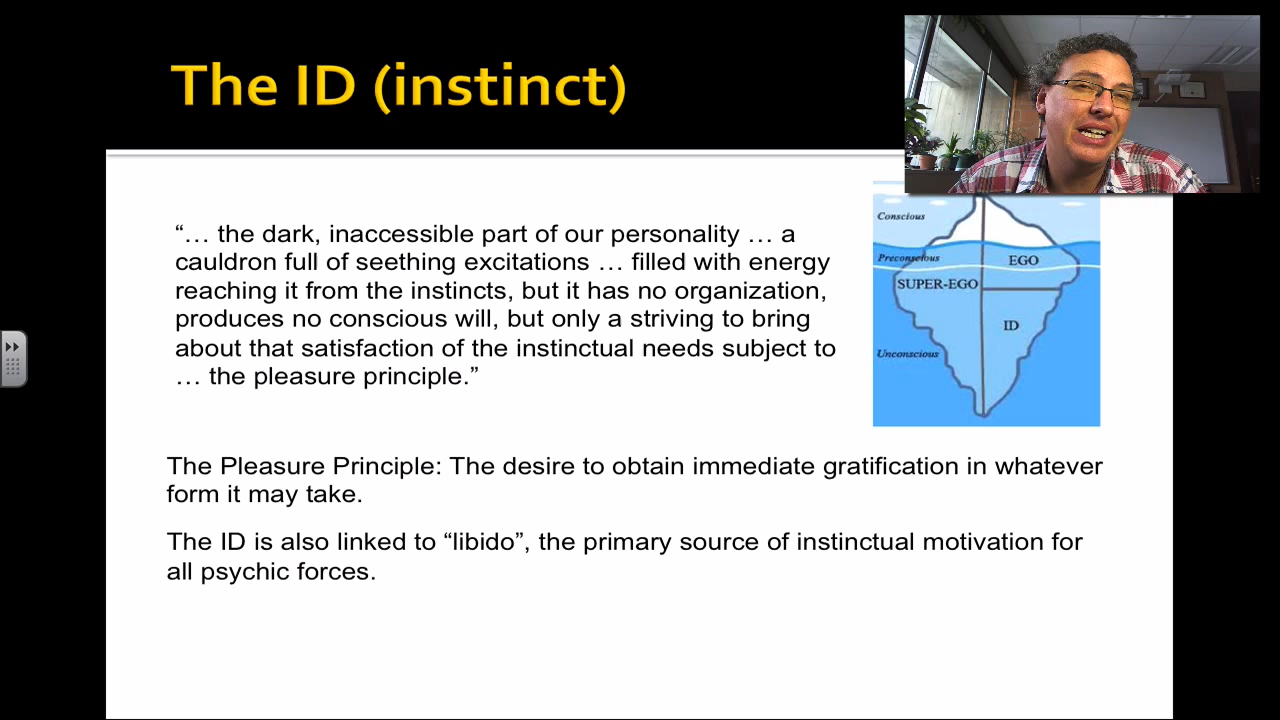 The ID (instinct)
“… the dark, inaccessible part of our personality … a
cauldron full of seething excitations … filled with energy
reaching it from the instincts, but it has no organization,
produces no conscious will, but only a striving to bring
about that satisfaction of the instinctual needs subject to
… the pleasure principle.”
Conscious
Preconscious
EGO
SUPER-EGO
ID
Unconscious
The Pleasure Principle: The desire to obtain immediate gratification in whatever
form it may take.
The ID is also linked to “libido”, the primary source of instinctual motivation for
all psychic forces.